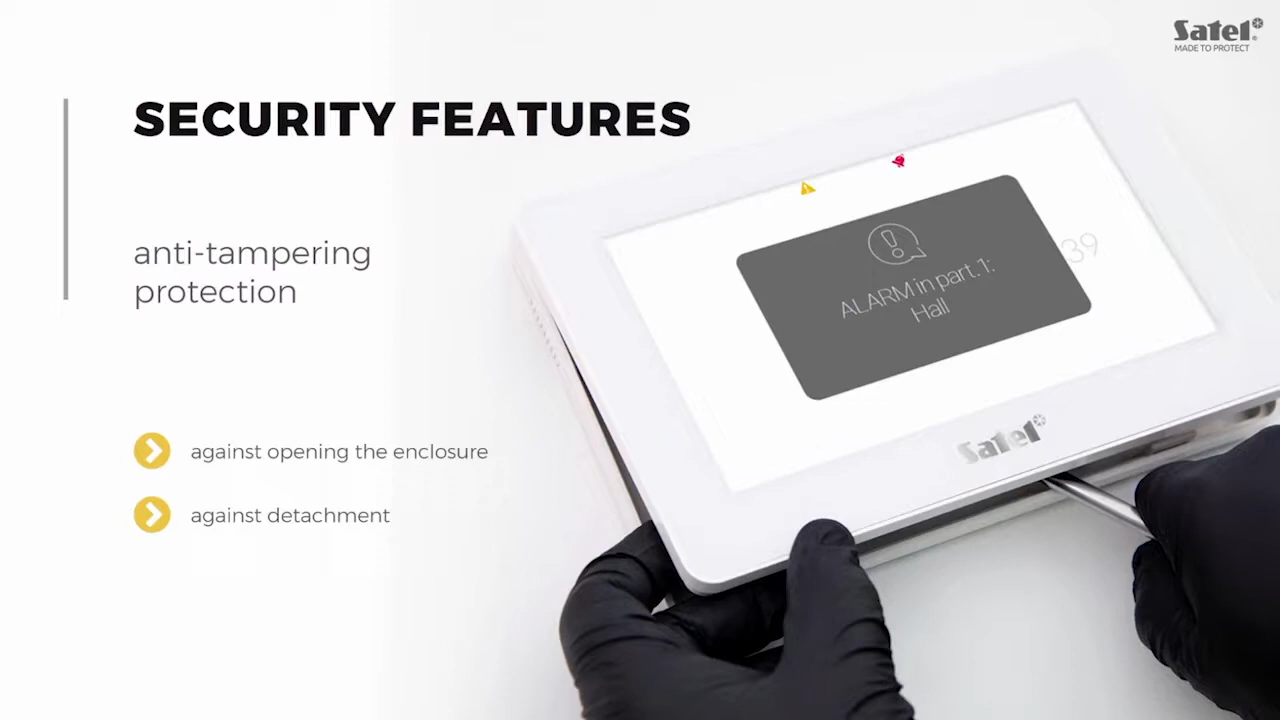 Satel
MADE TO PROTECT
SECURITY FEATURES
anti-tampering
protection
39
ALARM in part. 1:
Hall
against opening the enclosure
Satel
against detachment